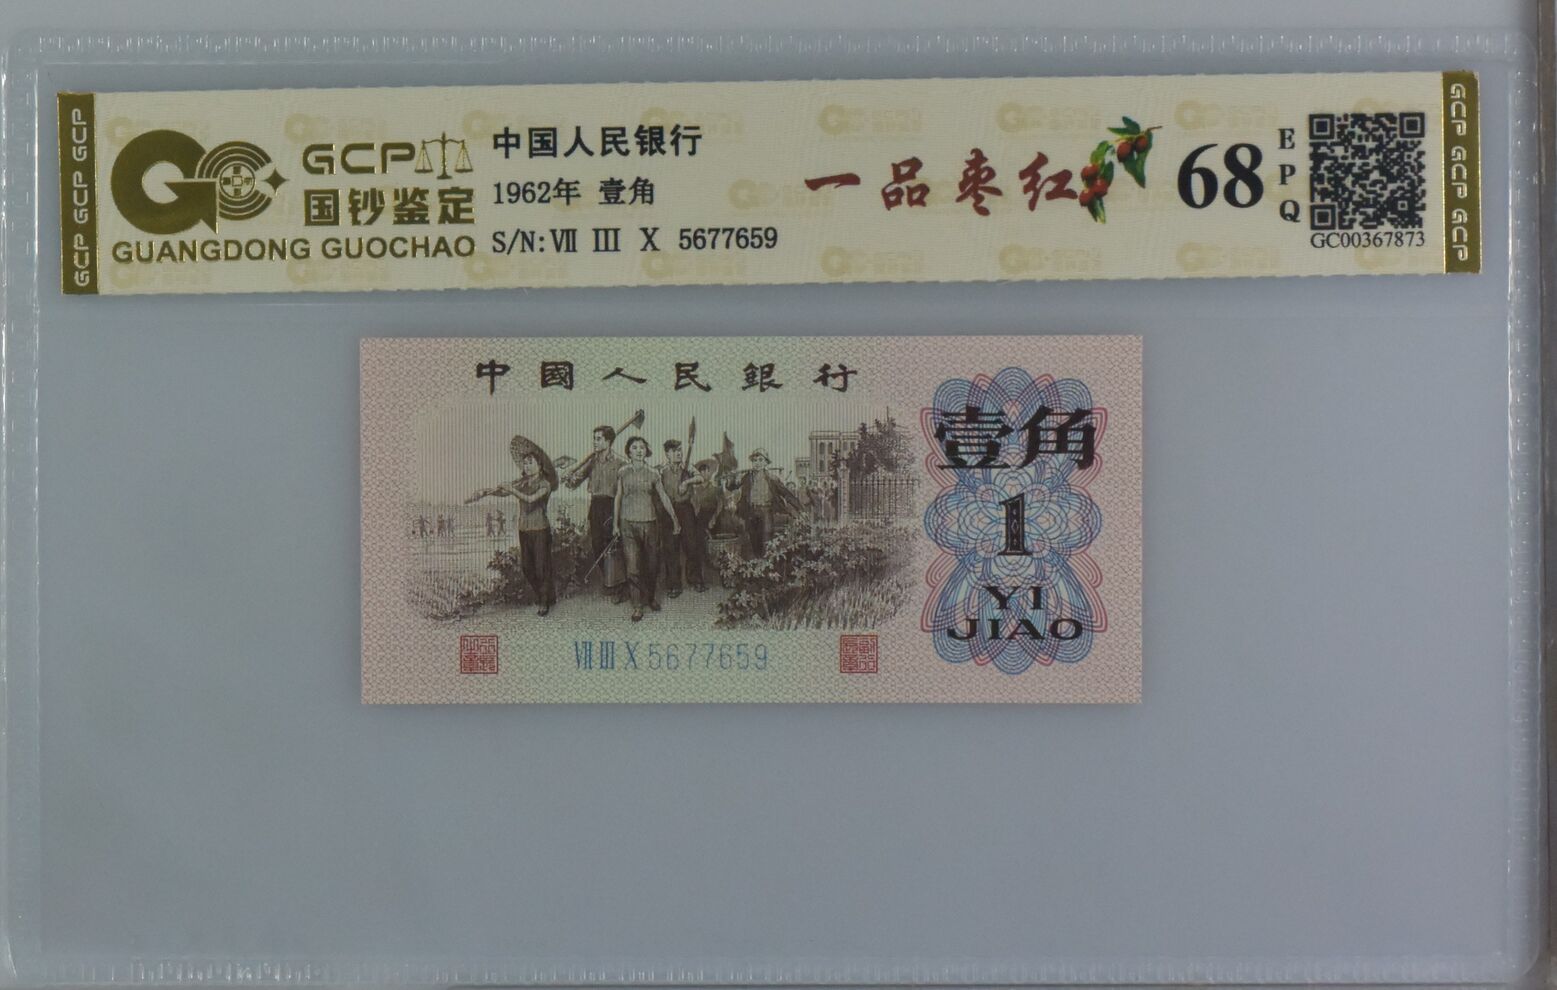 GCP GCP GCP
GCP
国钞鉴定
GUANGDONG GUOCHAO
中国人民银行
1962年 壹角
S/N: Ⅶ Ⅲ Ⅹ 5677659
一品枣红
68
EPQ
GC00367873
GCP GCP GCP
中國人民銀行
壹角
1
YI
JIAO
Ⅶ Ⅲ Ⅹ 5677659